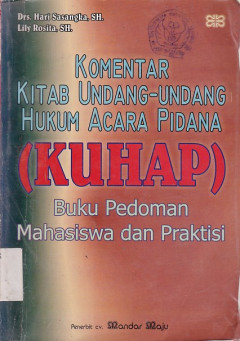 Drs. Hari Sasangka, SH.
Lily Rosita, SH.
KOMENTAR
KITAB UNDANG-UNDANG
HUKUM ACARA PIDANA
(KUHAP)
Buku Pedoman
Mahasiswa dan Praktisi
Penerbit cv. Mandar Maju